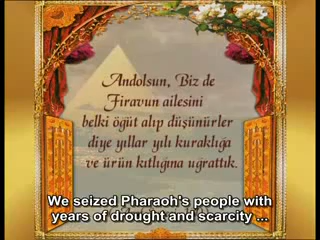 Andolsun, Biz de
Firavun ailesini
belki öğüt alıp düşünürler
diye yıllar yılı kuraklığa
ve ürün kıtlığına uğrattık.
We seized Pharaoh's people with
years of drought and scarcity ...